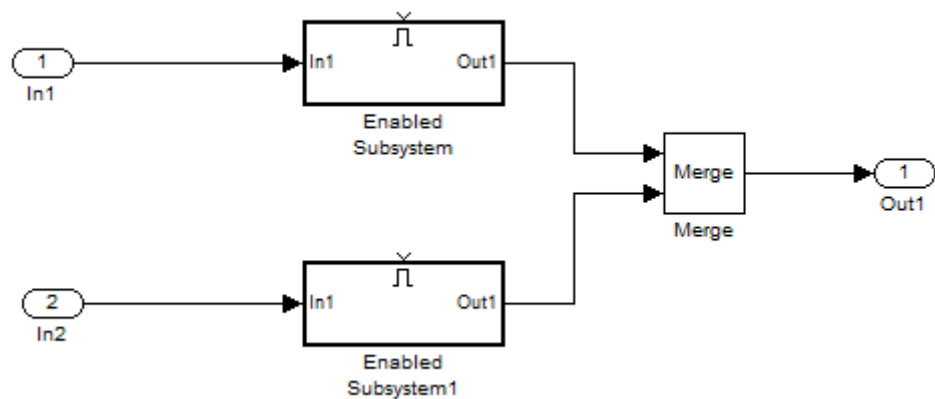 1
In1
In1
Out1
Enabled
Subsystem
Merge
Merge
1
Out1
2
In2
In1
Out1
Enabled
Subsystem1